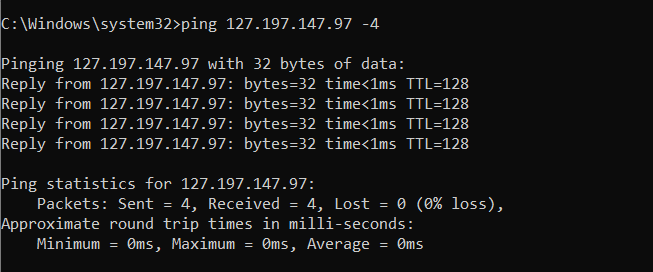 C:\Windows\system32>ping 127.197.147.97 -4
Pinging 127.197.147.97 with 32 bytes of data:
Reply from 127.197.147.97: bytes=32 time<1ms TTL=128
Reply from 127.197.147.97: bytes=32 time<1ms TTL=128
Reply from 127.197.147.97: bytes=32 time<1ms TTL=128
Reply from 127.197.147.97: bytes=32 time<1ms TTL=128
Ping statistics for 127.197.147.97:
Packets: Sent = 4, Received = 4, Lost = 0 (0% loss),
Approximate round trip times in milli-seconds:
Minimum = 0ms, Maximum = 0ms, Average = 0ms